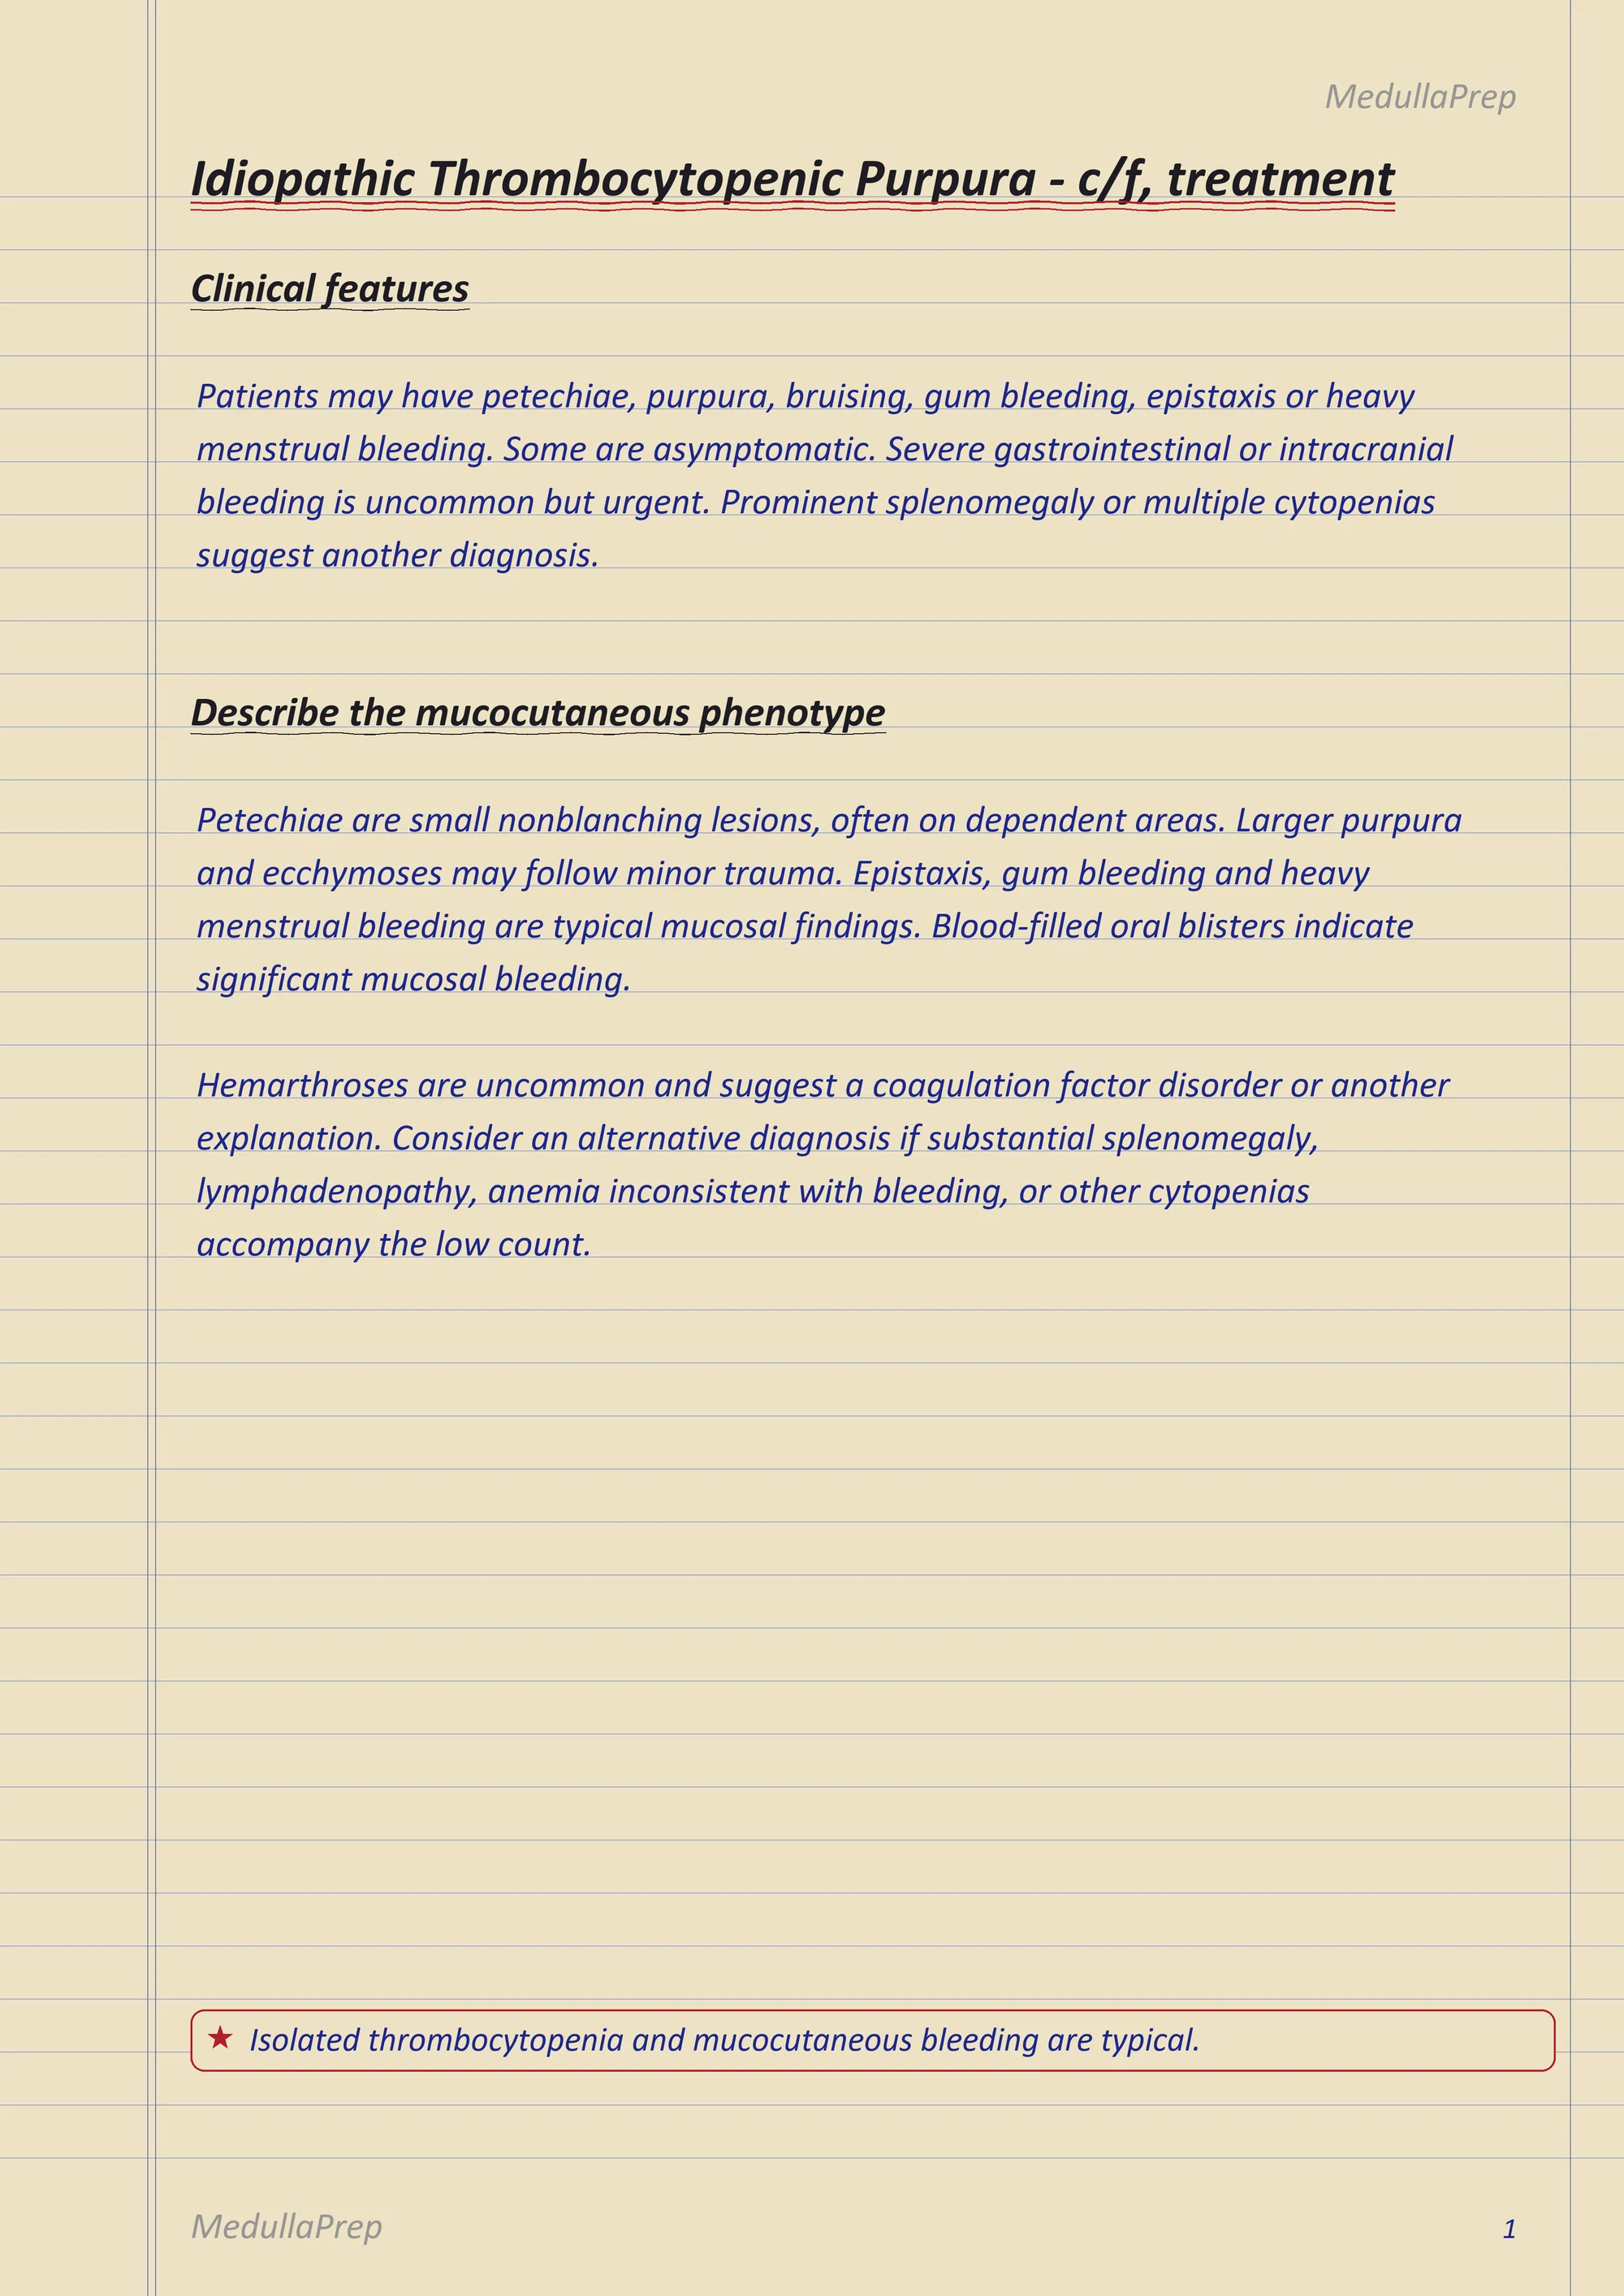 MedullaPrep
Idiopathic Thrombocytopenic Purpura - c/f, treatment
Clinical features
Patients may have petechiae, purpura, bruising, gum bleeding, epistaxis or heavy
menstrual bleeding. Some are asymptomatic. Severe gastrointestinal or intracranial
bleeding is uncommon but urgent. Prominent splenomegaly or multiple cytopenias
suggest another diagnosis.
Describe the mucocutaneous phenotype
Petechiae are small nonblanching lesions, often on dependent areas. Larger purpura
and ecchymoses may follow minor trauma. Epistaxis, gum bleeding and heavy
menstrual bleeding are typical mucosal findings. Blood-filled oral blisters indicate
significant mucosal bleeding.
Hemarthroses are uncommon and suggest a coagulation factor disorder or another
explanation. Consider an alternative diagnosis if substantial splenomegaly,
lymphadenopathy, anemia inconsistent with bleeding, or other cytopenias
accompany the low count.
★ Isolated thrombocytopenia and mucocutaneous bleeding are typical.
MedullaPrep
1